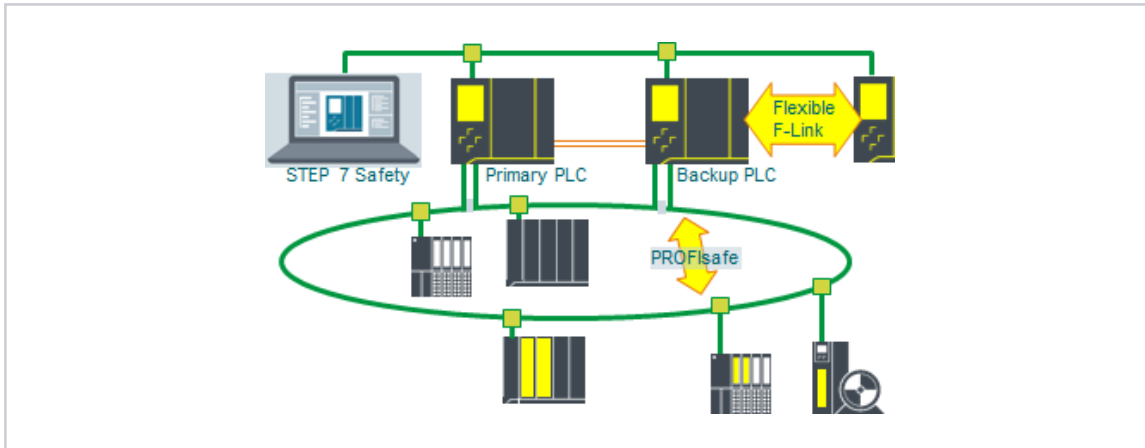 Flexible
F-Link
STEP 7 Safety
Primary PLC
Backup PLC
PROFIsafe